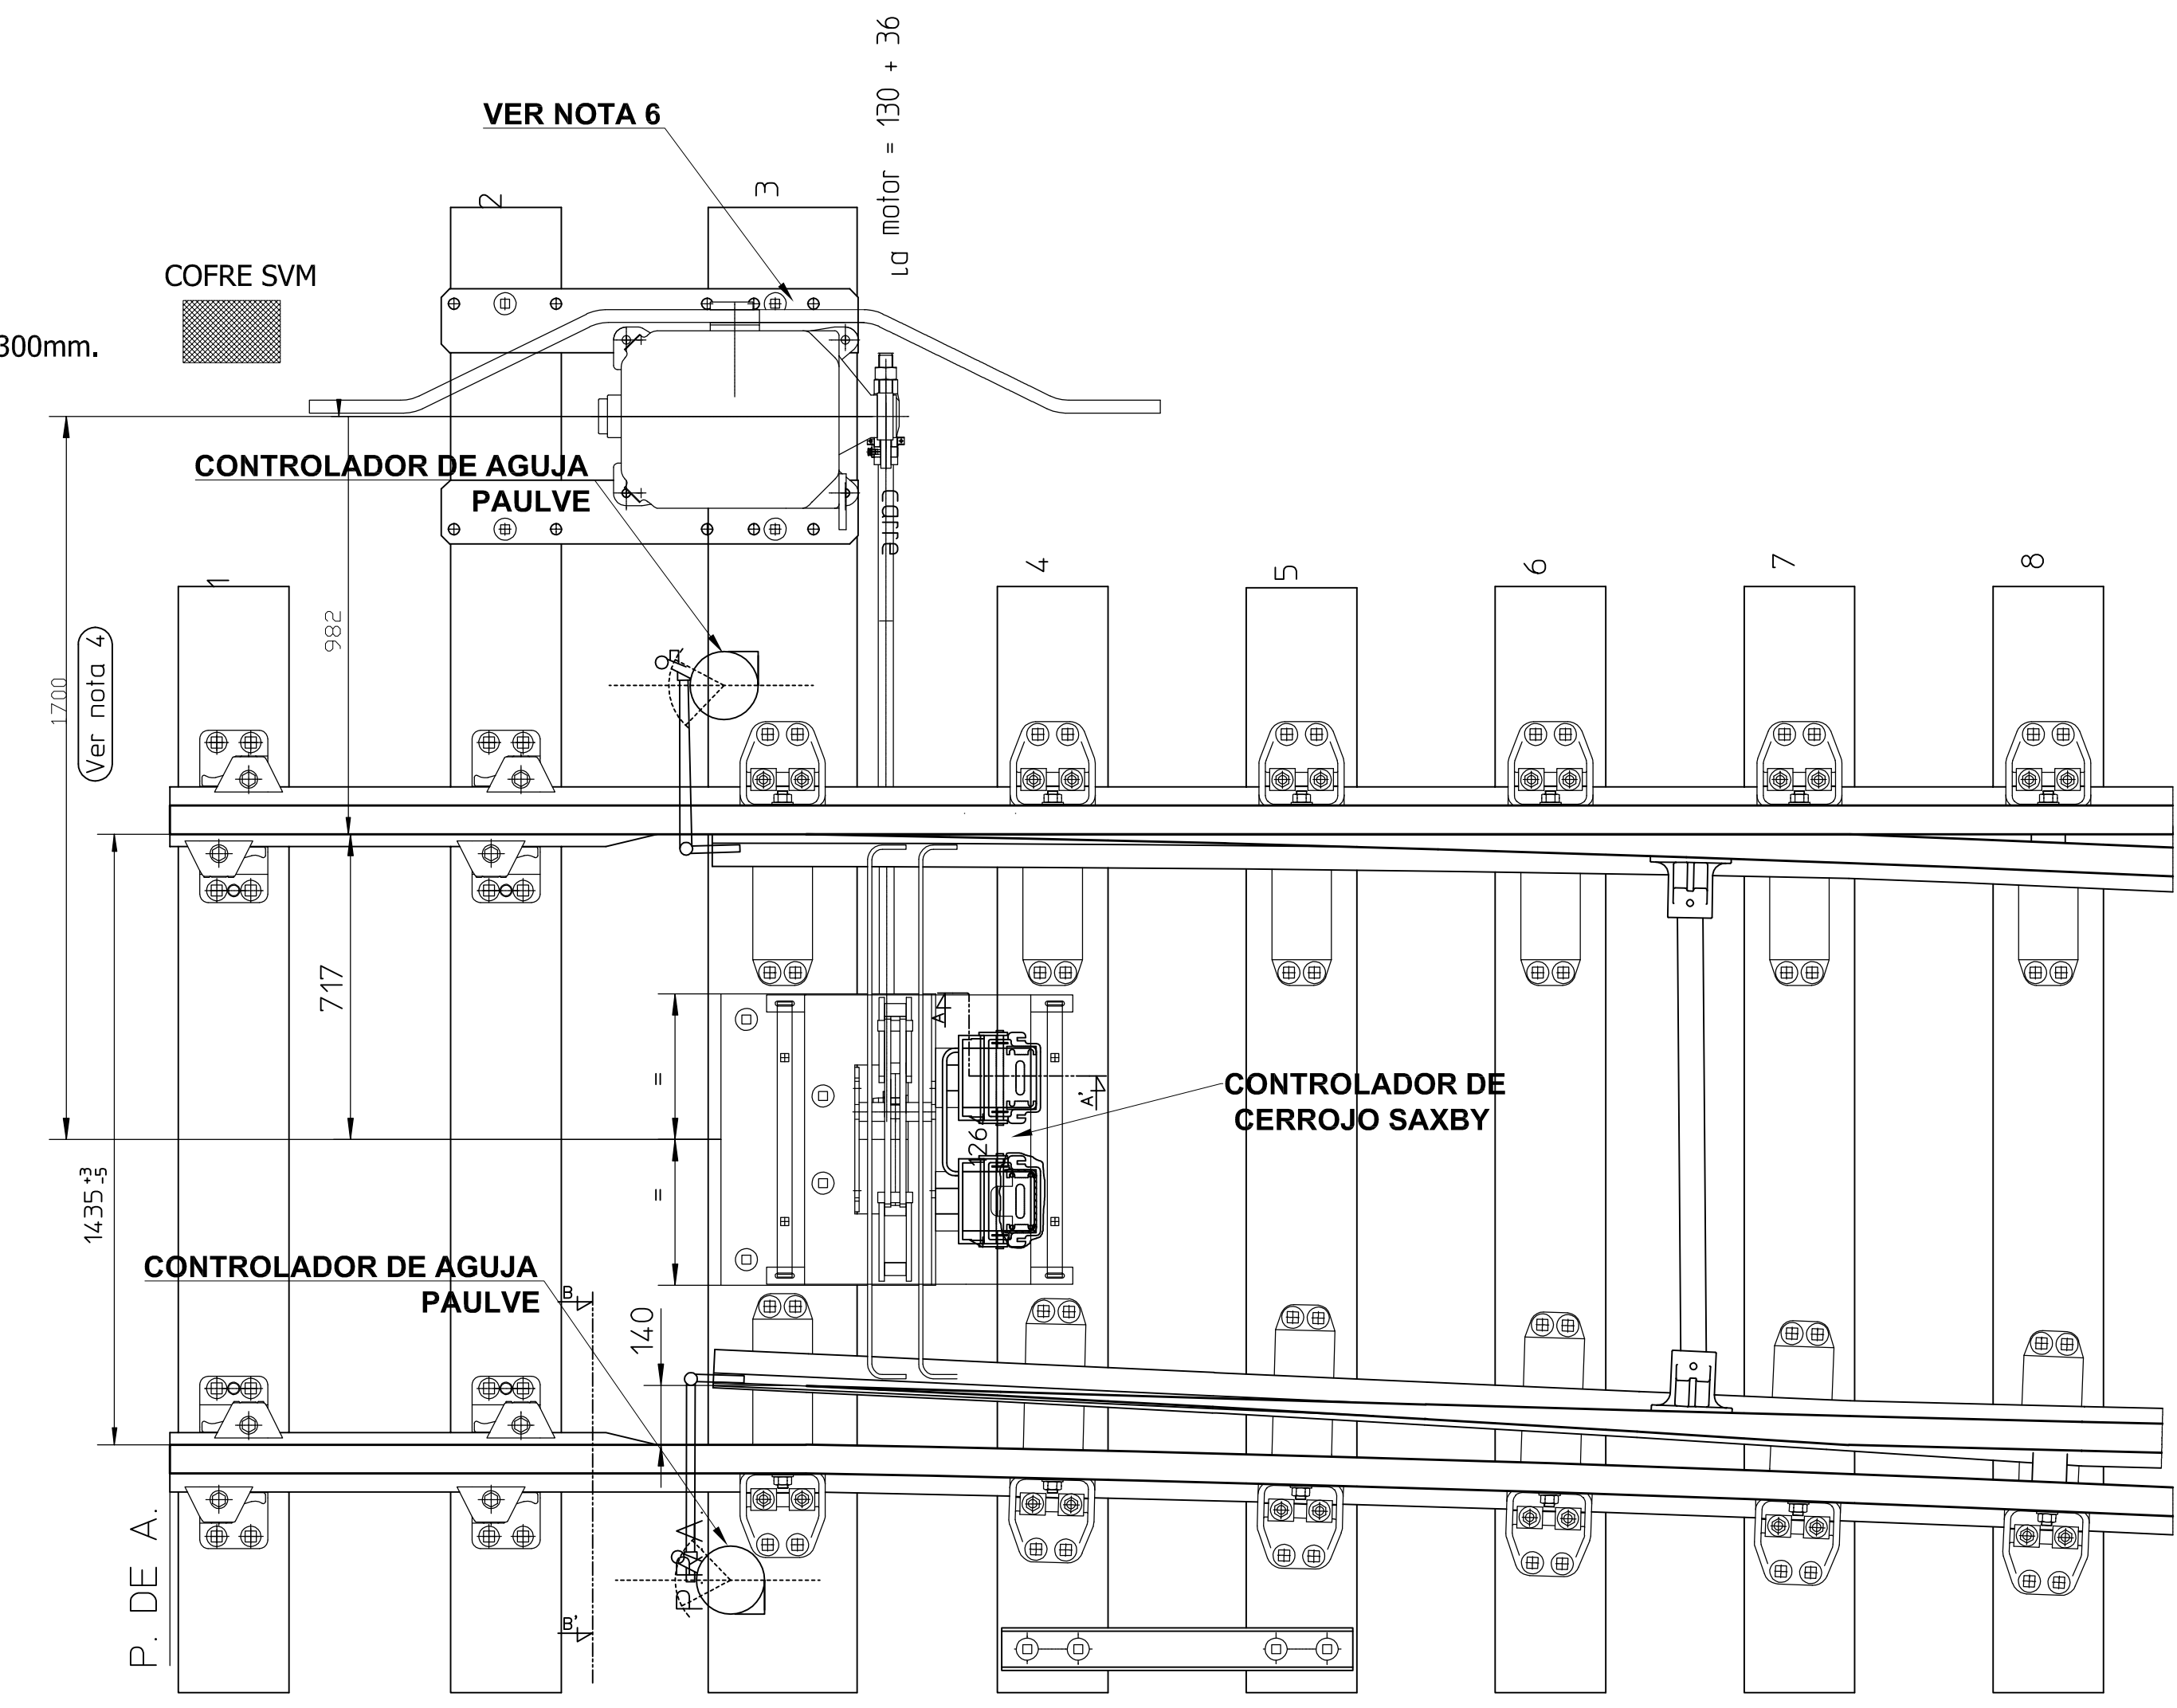 VER NOTA 6
La motor = 130 + 36
2
3
COFRE SVM
300mm.
CONTROLADOR DE AGUJA
PAULVE
carre
1
4
5
6
7
8
982
1700
Ver nota 4
717
=
=
A
A'
126
CONTROLADOR DE
CERROJO SAXBY
1435 +3 -5
CONTROLADOR DE AGUJA
PAULVE
B
140
B'
P. DE A.
P.R.A.